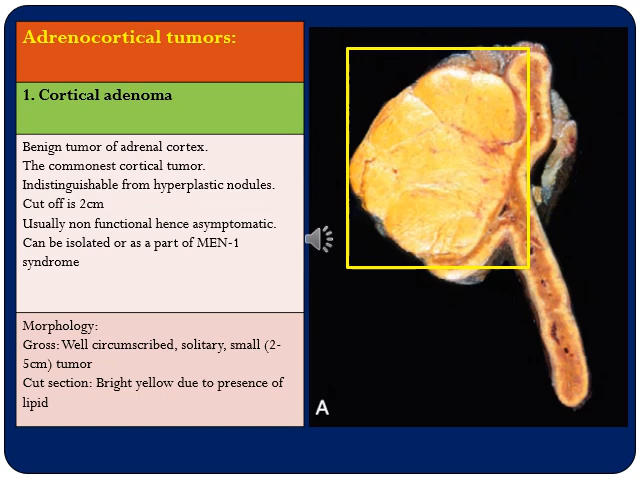 Adrenocortical tumors:
1. Cortical adenoma
Benign tumor of adrenal cortex.
The commonest cortical tumor.
Indistinguishable from hyperplastic nodules.
Cut off is 2cm
Usually non functional hence asymptomatic.
Can be isolated or as a part of MEN-1
syndrome
Morphology:
Gross: Well circumscribed, solitary, small (2-
5cm) tumor
Cut section: Bright yellow due to presence of
lipid
A